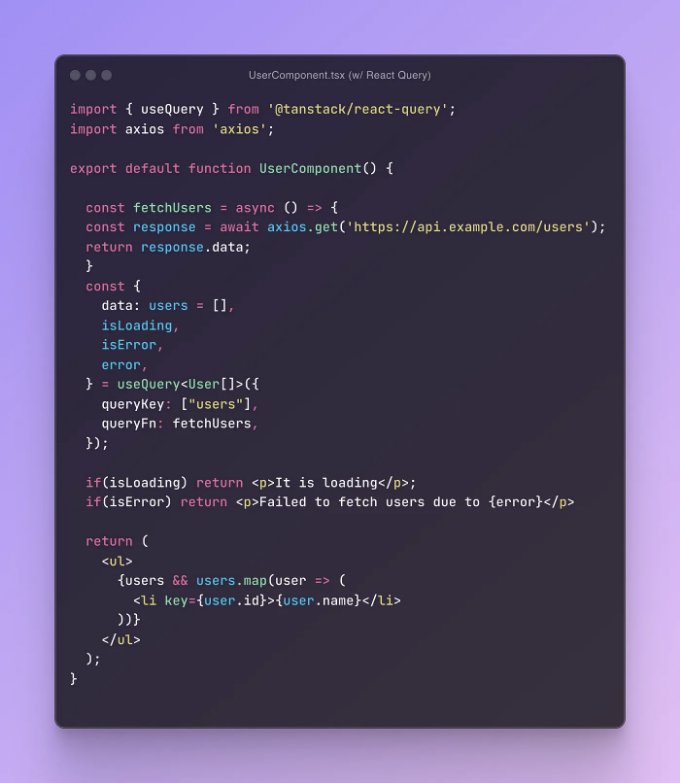 UserComponent.tsx (w/ React Query)
import { useQuery } from '@tanstack/react-query';
import axios from 'axios';
export default function UserComponent() {
const fetchUsers = async () => {
const response = await axios.get('https://api.example.com/users');
return response.data;
}
const {
data: users = [],
isLoading,
isError,
error,
} = useQuery<User[]>({
queryKey: ["users"],
queryFn: fetchUsers,
});
if(isLoading) return <p>It is loading</p>;
if(isError) return <p>Failed to fetch users due to {error}</p>
return (
<ul>
{users && users.map(user => (
<li key={user.id}>{user.name}</li>
))}
</ul>
);
}